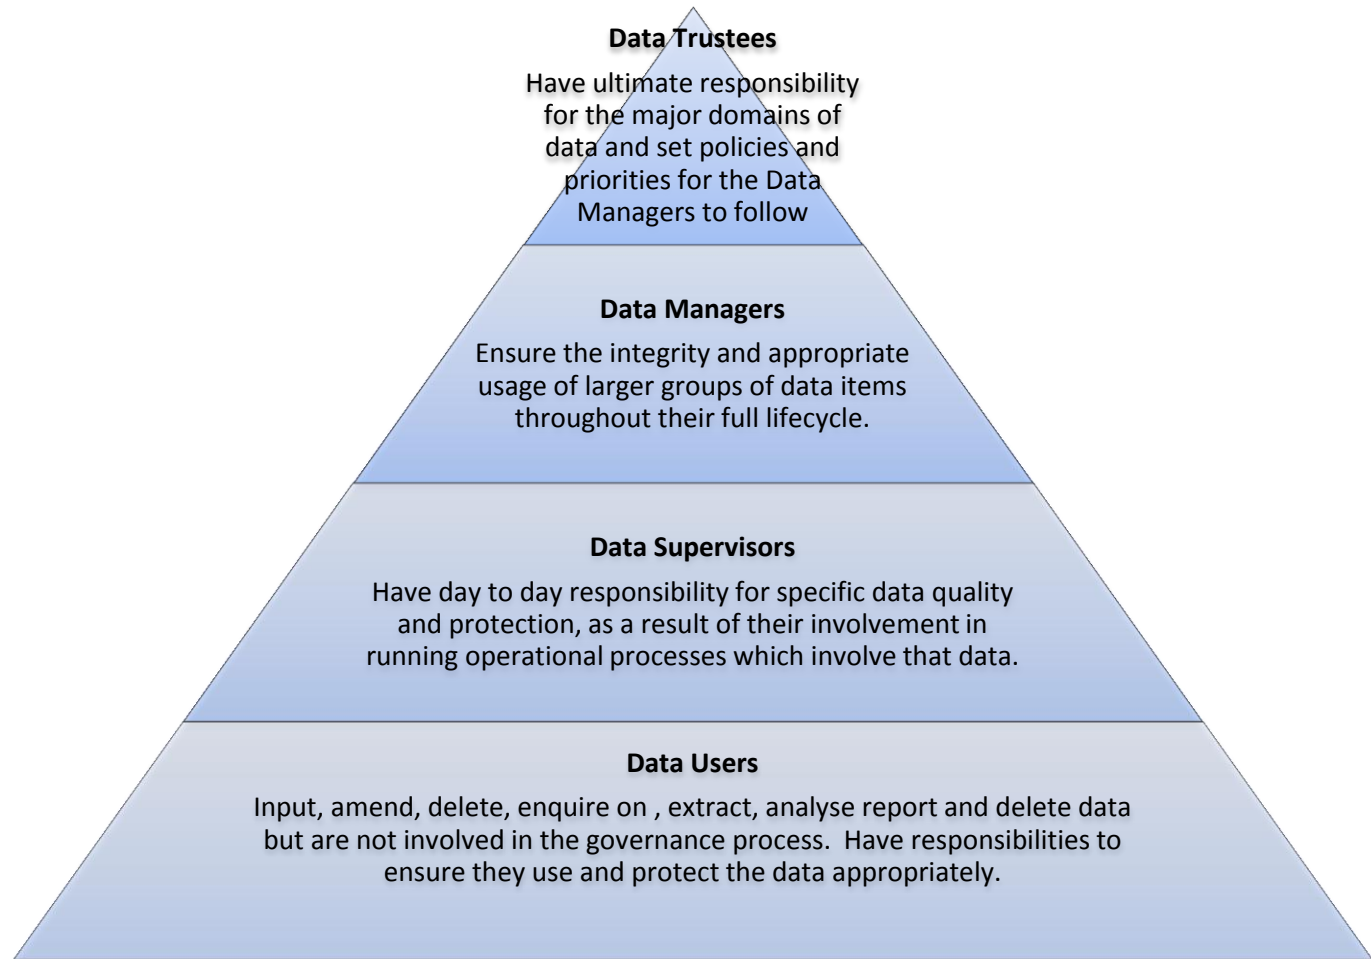 Data Trustees
Have ultimate responsibility
for the major domains of
data and set policies and
priorities for the Data
Managers to follow
Data Managers
Ensure the integrity and appropriate
usage of larger groups of data items
throughout their full lifecycle.
Data Supervisors
Have day to day responsibility for specific data quality
and protection, as a result of their involvement in
running operational processes which involve that data.
Data Users
Input, amend, delete, enquire on , extract, analyse report and delete data
but are not involved in the governance process.  Have responsibilities to
ensure they use and protect the data appropriately.